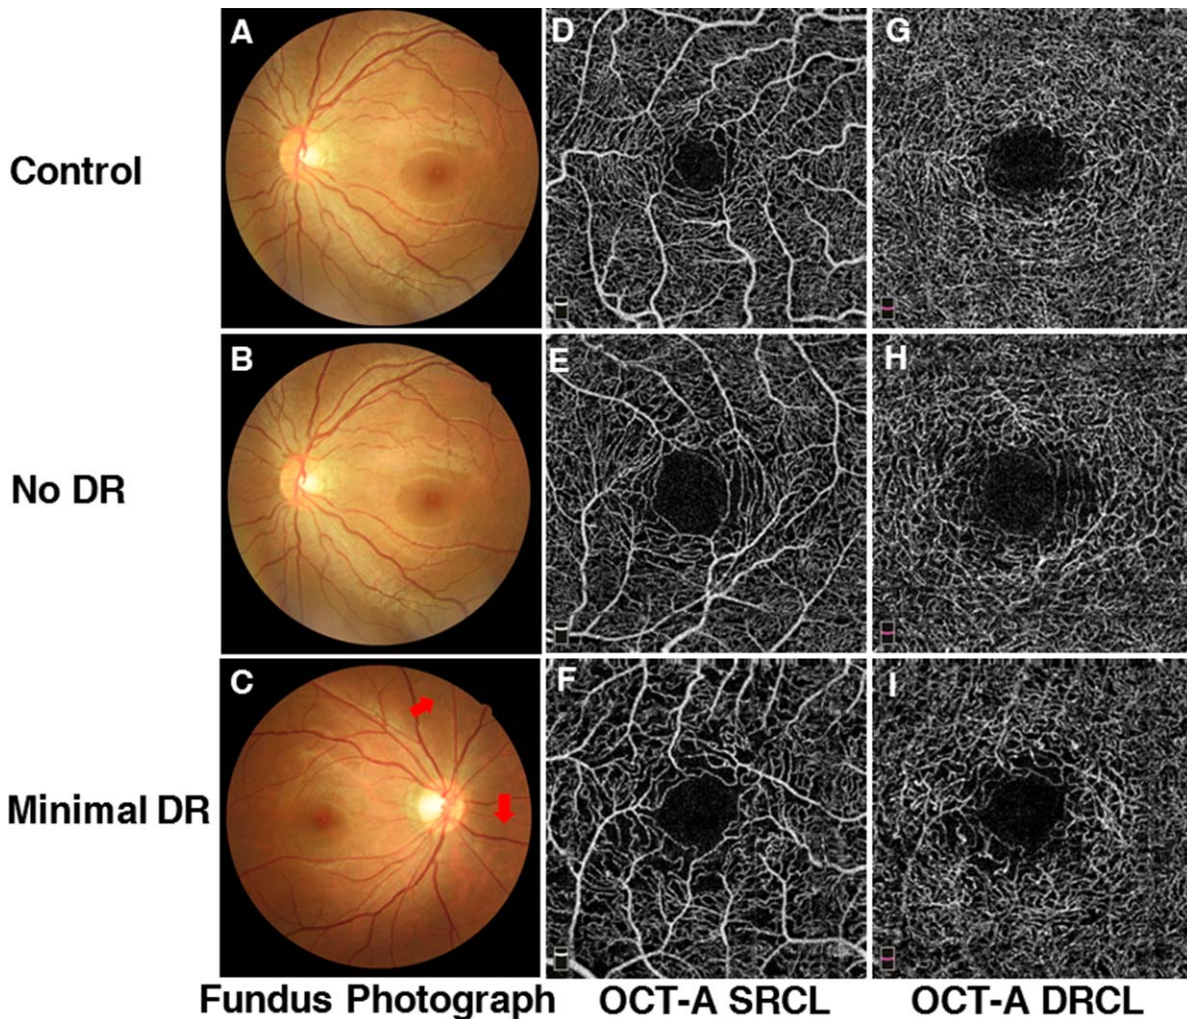 A D G
Control
B E H
No DR
C F I
Minimal DR
Fundus Photograph OCT-A SRCL OCT-A DRCL